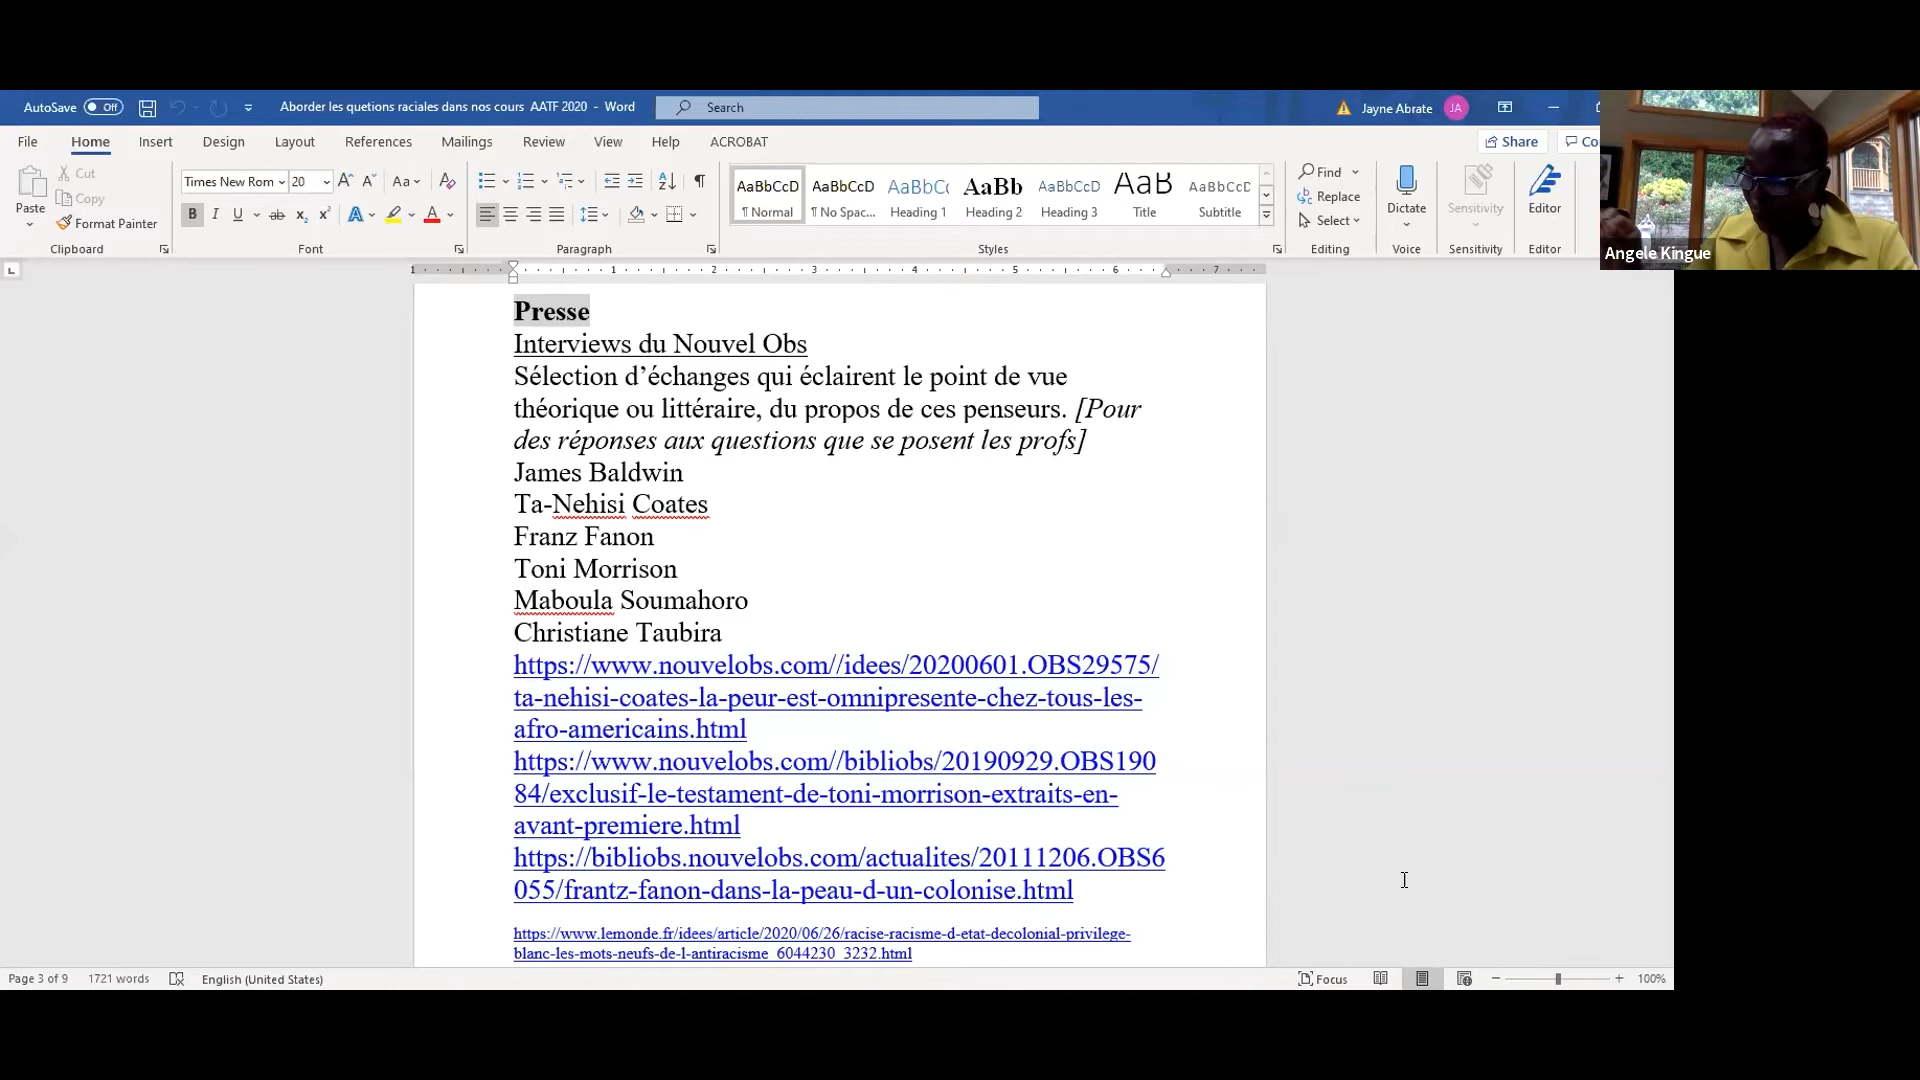 AutoSave Off Aborder les quetions raciales dans nos cours AATF 2020 - Word Search Jayne Abrate JA
File Home Insert Design Layout References Mailings Review View Help ACROBAT Share Co
Paste Cut Copy Format Painter
Times New Rom 20
AaBbCcD AaBbCcD AaBbCc AaBb AaBbCcD AaB AaBbCcD
¶ Normal ¶ No Spac... Heading 1 Heading 2 Heading 3 Title Subtitle
Find Replace Select
Dictate Sensitivity Editor
Clipboard Font Paragraph Styles Editing Voice Sensitivity Editor
Angele Kingue
1 1 2 3 4 5 6 7
Presse
Interviews du Nouvel Obs
Sélection d’échanges qui éclairent le point de vue
théorique ou littéraire, du propos de ces penseurs. [Pour
des réponses aux questions que se posent les profs]
James Baldwin
Ta-Nehisi Coates
Franz Fanon
Toni Morrison
Maboula Soumahoro
Christiane Taubira
https://www.nouvelobs.com//idees/20200601.OBS29575/
ta-nehisi-coates-la-peur-est-omnipresente-chez-tous-les-
afro-americains.html
https://www.nouvelobs.com//bibliobs/20190929.OBS190
84/exclusif-le-testament-de-toni-morrison-extraits-en-
avant-premiere.html
https://bibliobs.nouvelobs.com/actualites/20111206.OBS6
055/frantz-fanon-dans-la-peau-d-un-colonise.html
https://www.lemonde.fr/idees/article/2020/06/26/racise-racisme-d-etat-decolonial-privilege-
blanc-les-mots-neufs-de-l-antiracisme_6044230_3232.html
Page 3 of 9 1721 words English (United States) Focus 100%